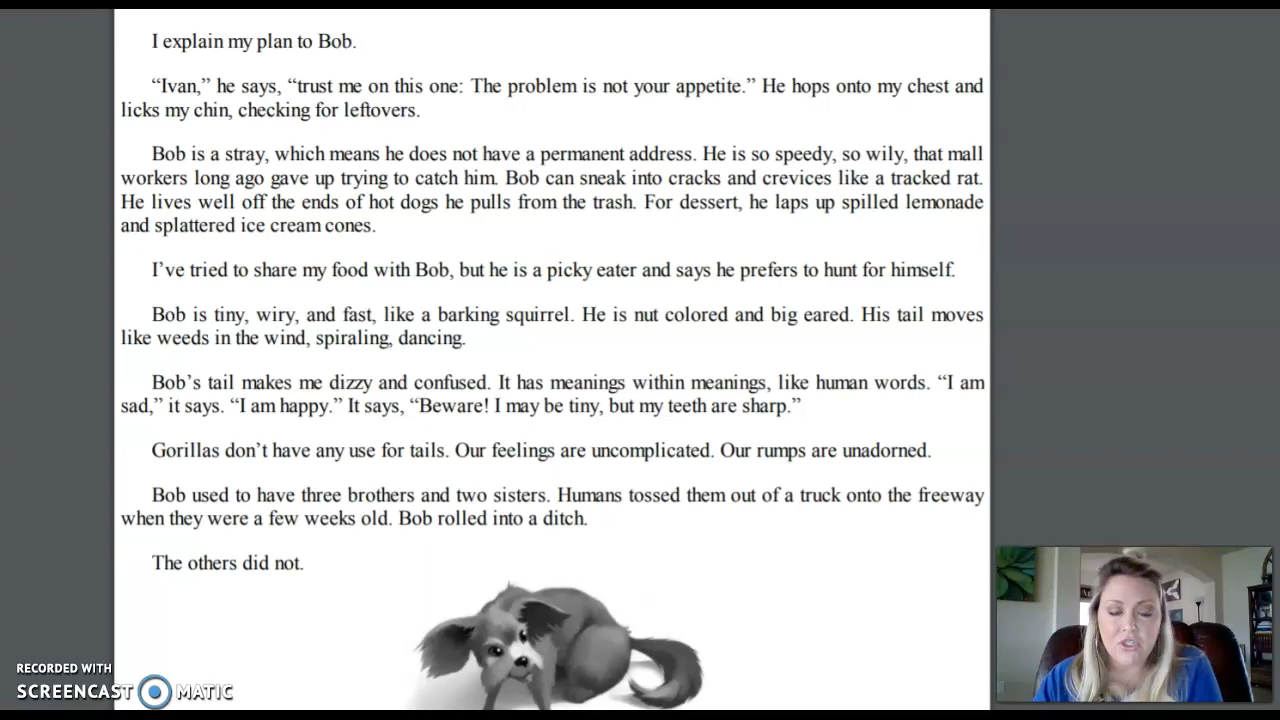 I explain my plan to Bob.
“Ivan,” he says, “trust me on this one: The problem is not your appetite.” He hops onto my chest and
licks my chin, checking for leftovers.
Bob is a stray, which means he does not have a permanent address. He is so speedy, so wily, that mall
workers long ago gave up trying to catch him. Bob can sneak into cracks and crevices like a tracked rat.
He lives well off the ends of hot dogs he pulls from the trash. For dessert, he laps up spilled lemonade
and splattered ice cream cones.
I’ve tried to share my food with Bob, but he is a picky eater and says he prefers to hunt for himself.
Bob is tiny, wiry, and fast, like a barking squirrel. He is nut colored and big eared. His tail moves
like weeds in the wind, spiraling, dancing.
Bob’s tail makes me dizzy and confused. It has meanings within meanings, like human words. “I am
sad,” it says. “I am happy.” It says, “Beware! I may be tiny, but my teeth are sharp.”
Gorillas don’t have any use for tails. Our feelings are uncomplicated. Our rumps are unadorned.
Bob used to have three brothers and two sisters. Humans tossed them out of a truck onto the freeway
when they were a few weeks old. Bob rolled into a ditch.
The others did not.
RECORDED WITH
SCREENCAST MATIC